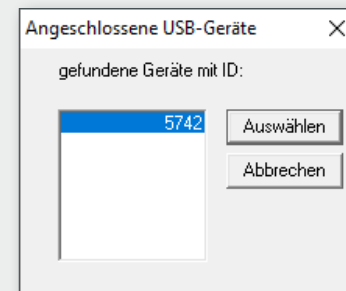 Angeschlossene USB-Geräte
gefundene Geräte mit ID:
5742
Auswählen
Abbrechen